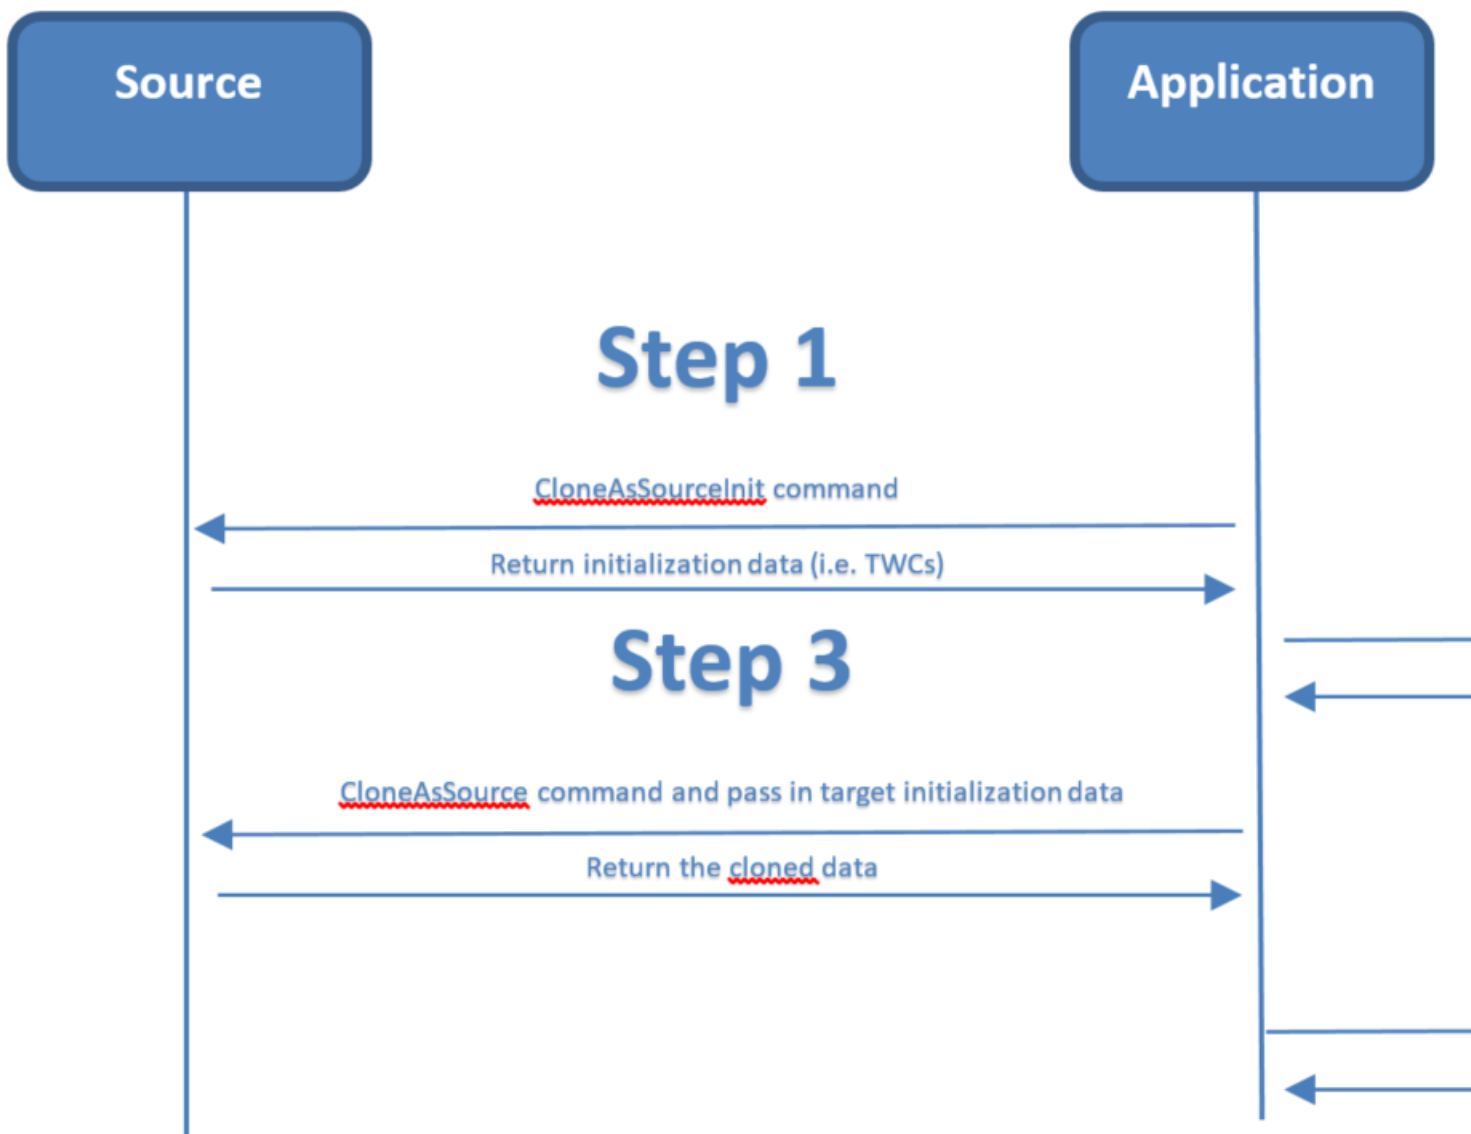 Source
Application
Step 1
CloneAsSourceInit command
Return initialization data (i.e. TWCs)
Step 3
CloneAsSource command and pass in target initialization data
Return the cloned data